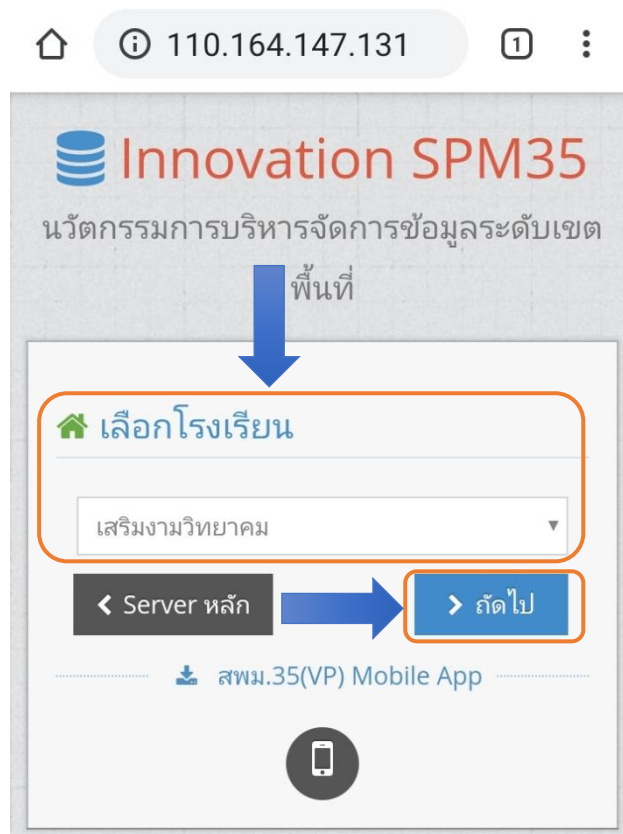 110.164.147.131
1
Innovation SPM35
นวัตกรรมการบริหารจัดการข้อมูลระดับเขต
พื้นที่
เลือกโรงเรียน
เสริมงามวิทยาคม
Server หลัก
ถัดไป
สพม.35(VP) Mobile App